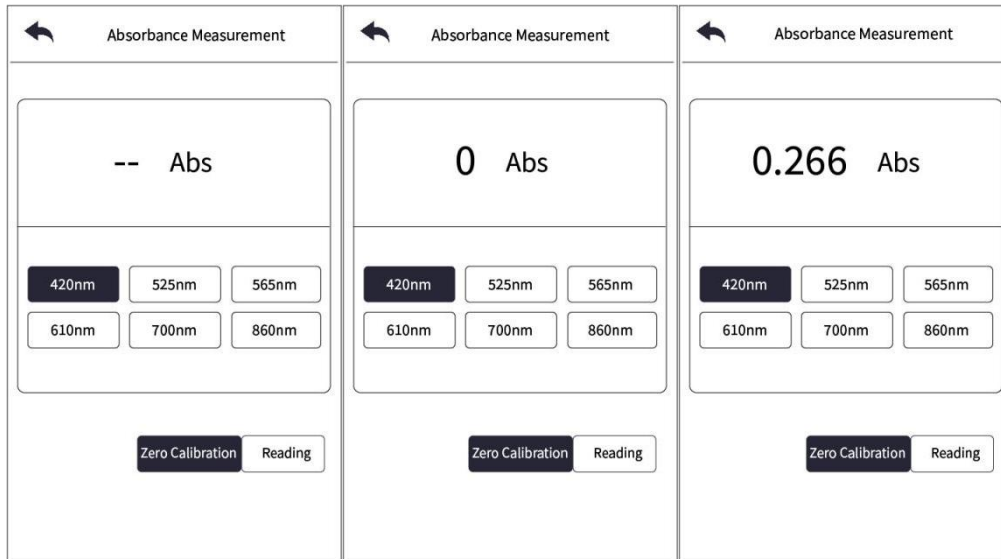 Absorbance Measurement
-- Abs
420nm 525nm 565nm
610nm 700nm 860nm
Zero Calibration Reading
Absorbance Measurement
0 Abs
420nm 525nm 565nm
610nm 700nm 860nm
Zero Calibration Reading
Absorbance Measurement
0.266 Abs
420nm 525nm 565nm
610nm 700nm 860nm
Zero Calibration Reading